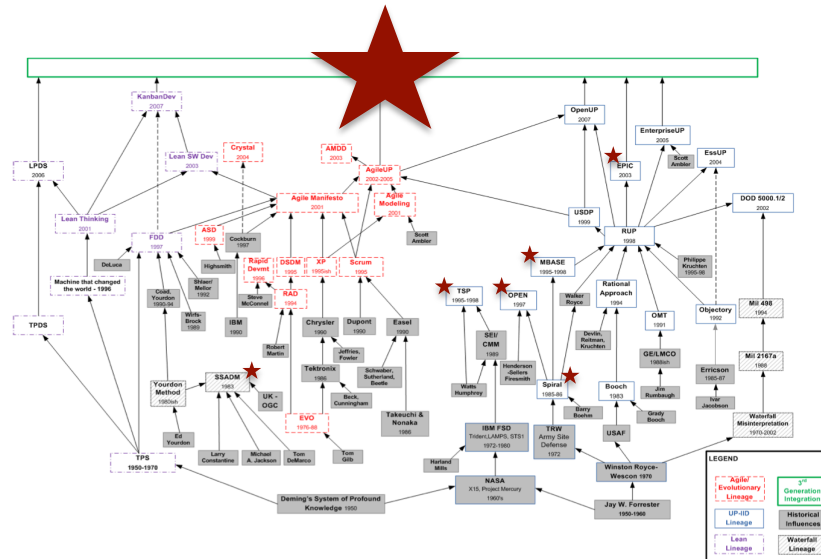 KanbanDev
2007
OpenUP
2007
EnterpriseUP
2005
Scott
Ambler
Crystal
2004
AMDD
2003
Lean SW Dev
2003
EPIC
2003
EssUP
2004
LPDS
2006
AgileUP
2002-2005
DOD 5000.1/2
2002
Agile Manifesto
2001
Agile
Modeling
2001
Scott
Ambler
USDP
1999
Lean Thinking
2001
ASD
1999
Cockburn
1997
RUP
1998
FDD
1997
Highsmith
DeLuca
Rapid
Devmt
1996
DSDM
1995
XP
1995ish
Scrum
1995
MBASE
1995-1998
Philippe
Kruchten
1995-98
Machine that changed
the world - 1990
Coad,
Yourdon
1990-94
Shlaer/
Mellor
1992
Wirfs-
Brock
1989
Steve
McConnel
RAD
1994
TSP
1995-1998
OPEN
1997
Walker
Royce
Rational
Approach
1994
Mil 498
1994
TPDS
IBM
1980
Robert
Martin
Chrysler
1990
Dupont
1990
Easel
1990
SEI/
CMM
1989
Devlin,
Reitman,
Kruchten
OMT
1991
Objectory
1992
Jeffries,
Fowler
Henderson
-Sellers
Firesmith
GE/LMCO
1988ish
Mil 2167a
1988
Yourdon
Method
1980ish
SSADM
1983
UK -
OGC
Tektronix
1986
Schwaber,
Sutherland,
Beetle
Watts
Humphrey
Spiral
1985-86
Booch
1983
Jim
Rumbaugh
Erricson
1985-87
Ivar
Jacobson
Beck,
Cunningham
Takeuchi &
Nonaka
1986
Barry
Boehm
Grady
Booch
EVO
1976-88
Tom
Gilb
IBM FSD
Trident,LAMPS, STS1
1972-1980
TRW
Army Site
Defense
1972
USAF
Waterfall
Misinterpretation
1970-2002
Ed
Yourdon
Larry
Constantine
Michael
A. Jackson
Tom
DeMarco
Harland
Mills
TPS
1950-1970
NASA
X15, Project Mercury
1960's
Winston Royce-
Wescon 1970
Deming's System of Profound
Knowledge 1950
Jay W. Forrester
1950-1960
LEGEND
Agile/
Evolutionary
Lineage
3rd
Generation
Integration
UP-IID
Lineage
Historical
Influences
Lean
Lineage
Waterfall
Lineage